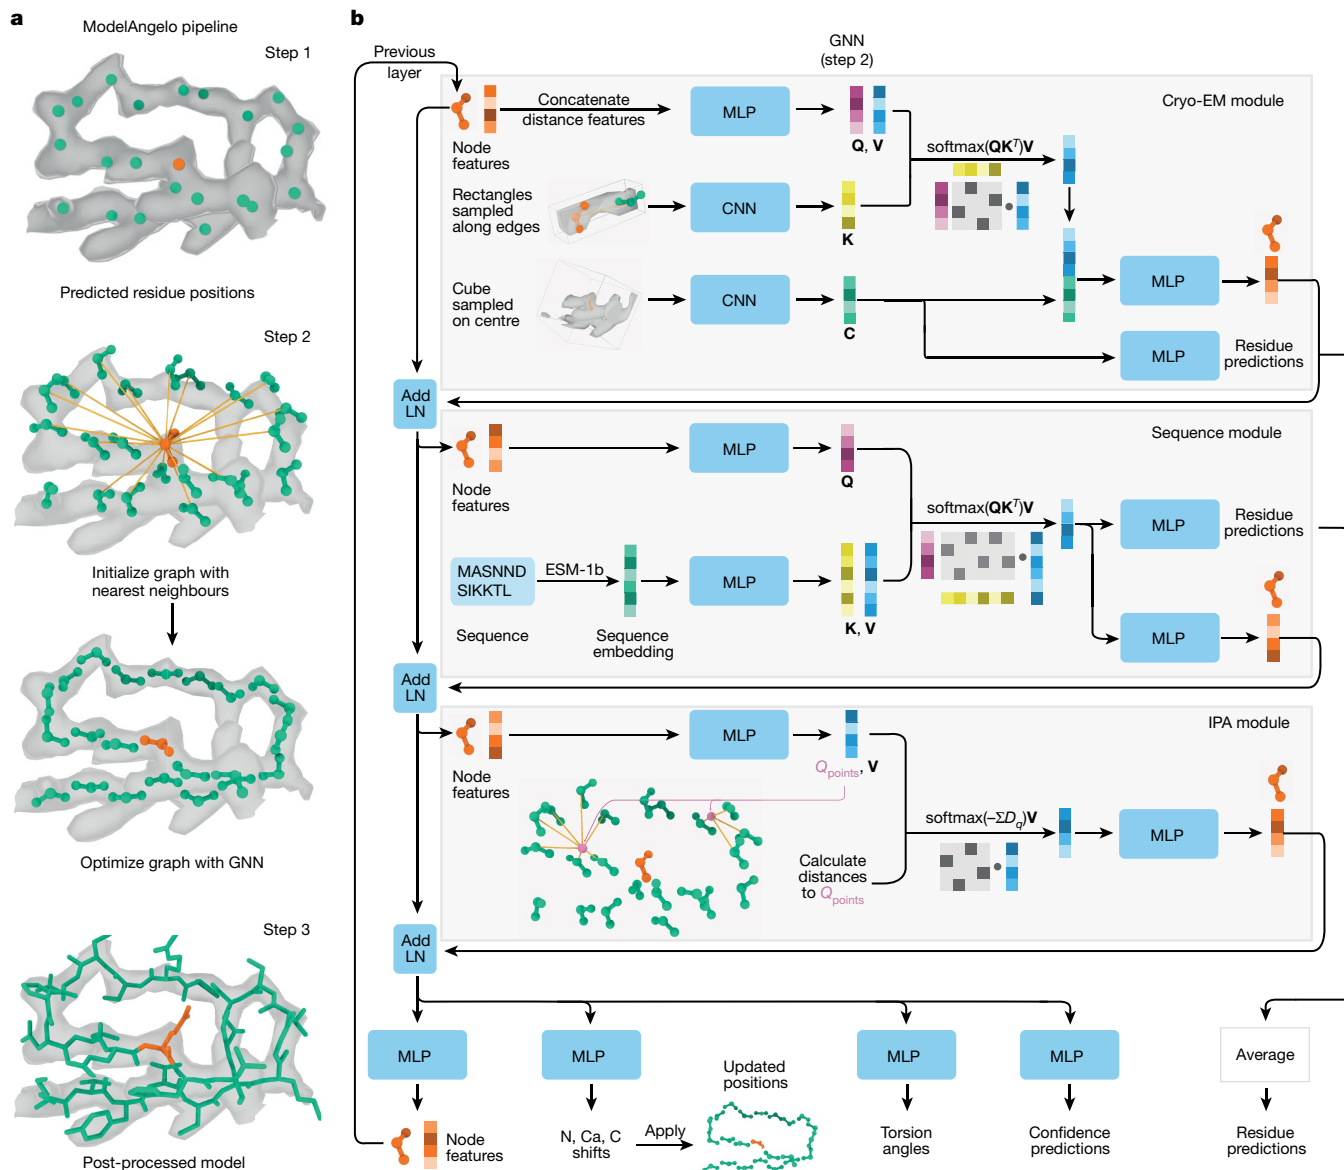 a
ModelAngelo pipeline
Step 1
Predicted residue positions
Step 2
Initialize graph with
nearest neighbours
Optimize graph with GNN
Step 3
Post-processed model
b
GNN
(step 2)
Previous
layer
Cryo-EM module
Node
features
Concatenate
distance features
MLP
Q, V
softmax(QKᵀ)V
Rectangles
sampled
along edges
CNN
K
Cube
sampled
on centre
CNN
C
MLP
MLP
Residue
predictions
Add
LN
Sequence module
Node
features
MLP
Q
softmax(QKᵀ)V
MLP
Residue
predictions
MASNND
SIKKTL
ESM-1b
MLP
K, V
Sequence
Sequence
embedding
MLP
Add
LN
IPA module
Node
features
MLP
Qpoints, V
softmax(–ΣDq)V
MLP
Calculate
distances
to Qpoints
Add
LN
MLP
MLP
MLP
MLP
Average
Updated
positions
Node
features
N, Ca, C
shifts
Apply
Torsion
angles
Confidence
predictions
Residue
predictions